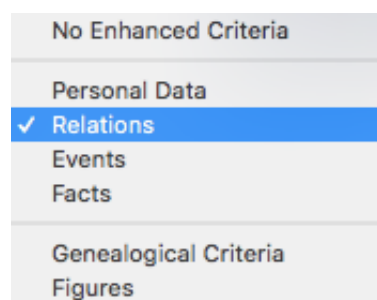 No Enhanced Criteria
Personal Data
✓ Relations
Events
Facts
Genealogical Criteria
Figures